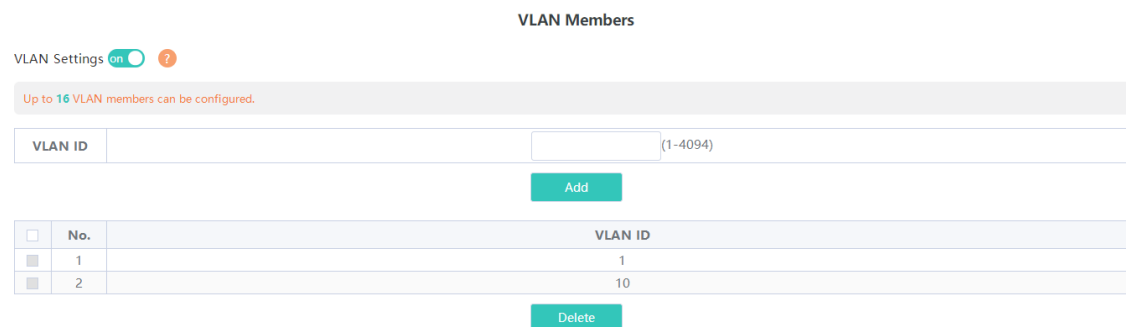 VLAN Members
VLAN Settings on ?
Up to 16 VLAN members can be configured.
VLAN ID (1-4094)
Add
No. VLAN ID
1 1
2 10
Delete